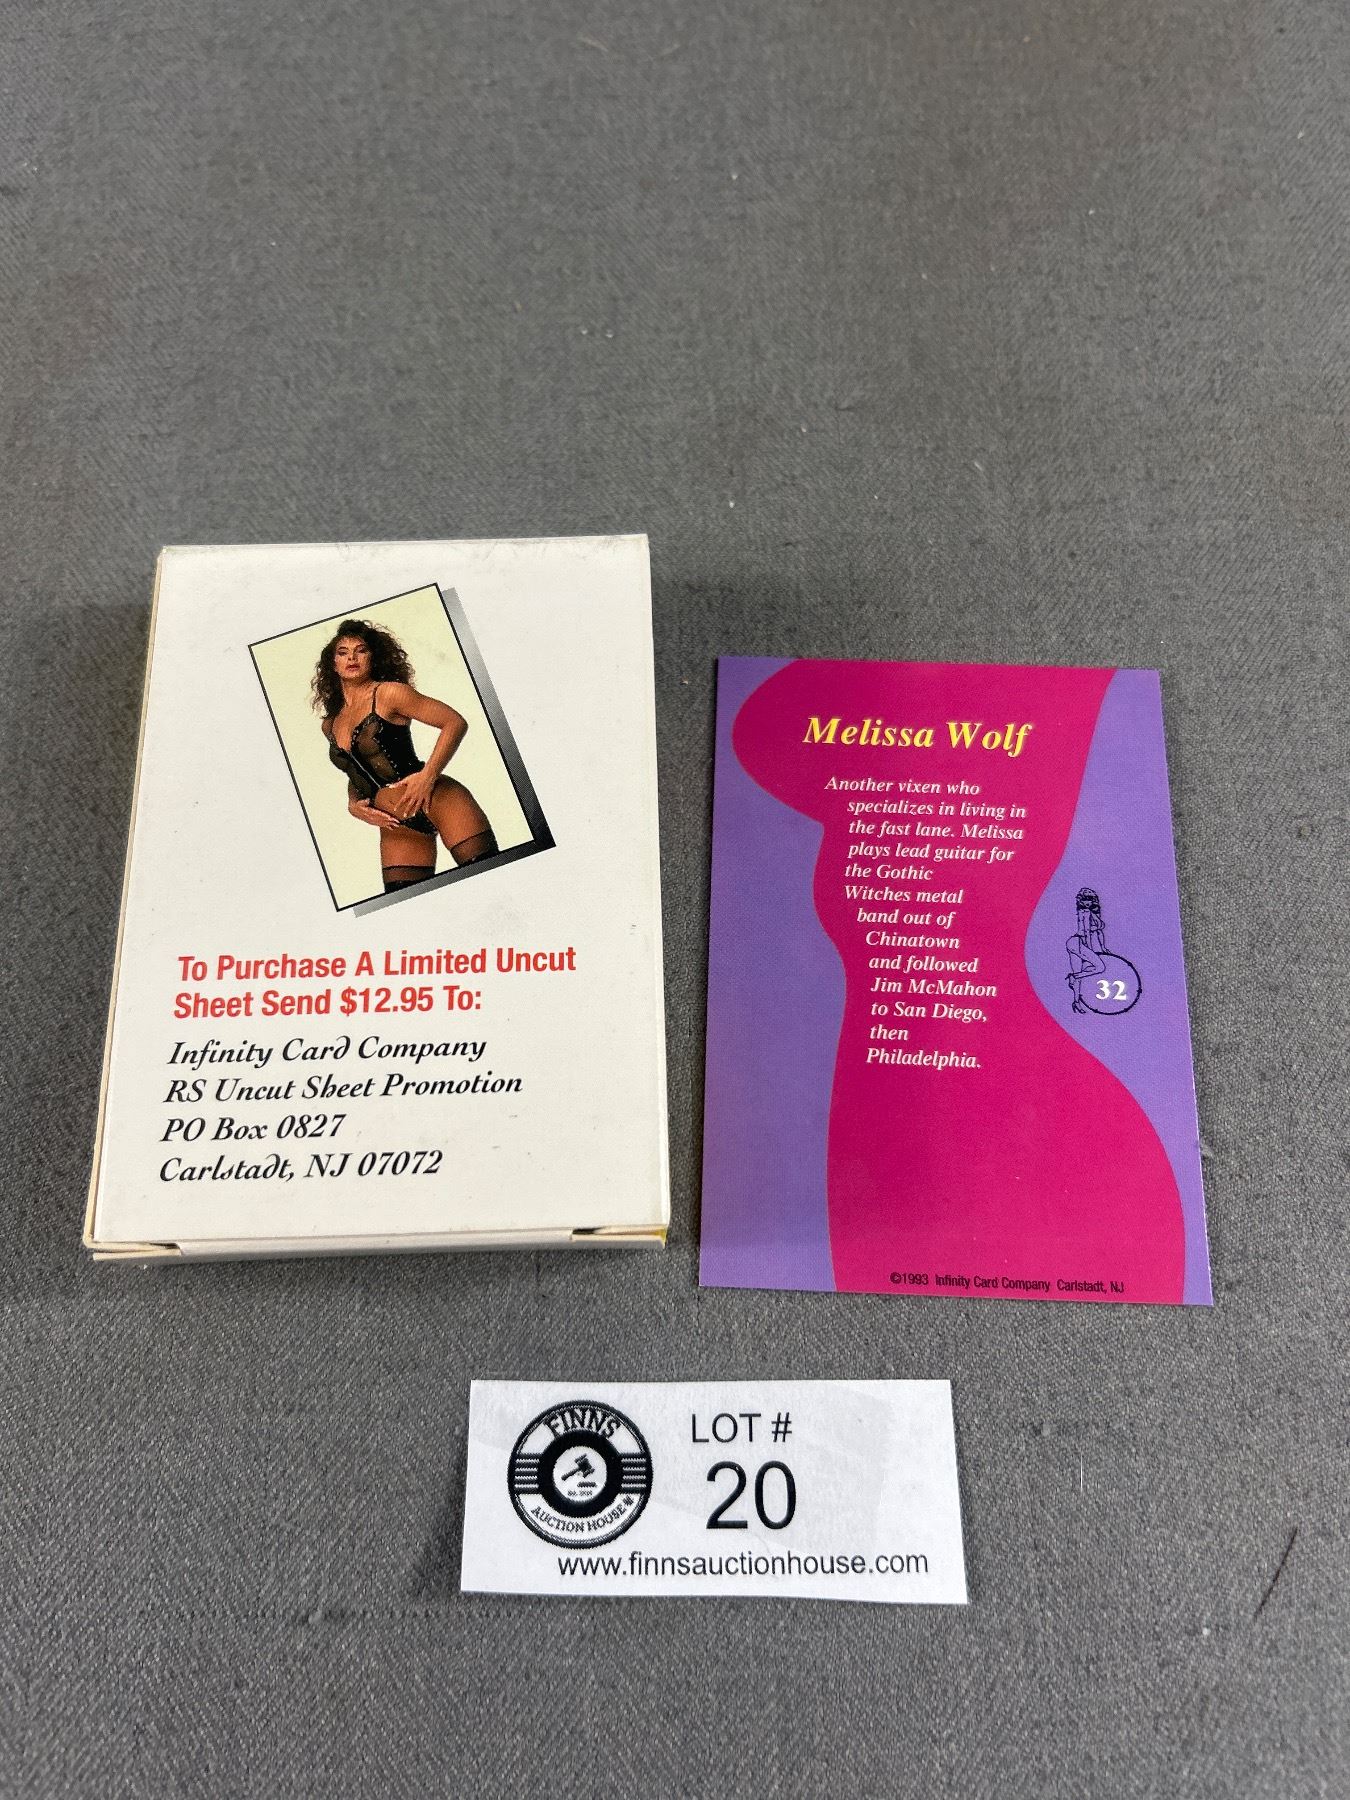 To Purchase A Limited Uncut
Sheet Send $12.95 To:
Infinity Card Company
RS Uncut Sheet Promotion
PO Box 0827
Carlstadt, NJ 07072
Melissa Wolf
Another vixen who
specializes in living in
the fast lane. Melissa
plays lead guitar for
the Gothic
Witches metal
band out of
Chinatown
and followed
Jim McMahon
to San Diego,
then
Philadelphia.
32
©1993 Infinity Card Company Carlstadt, NJ
FINNS
AUCTION HOUSE
LOT #
20
www.finnsauctionhouse.com